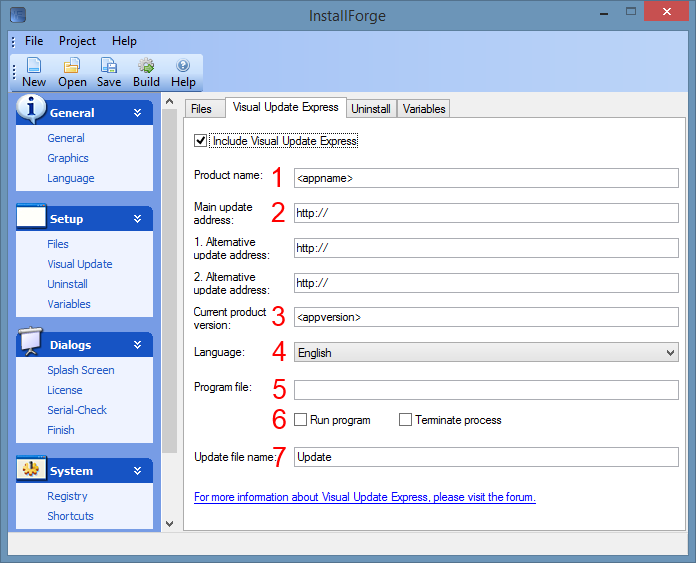 InstallForge
File Project Help
New Open Save Build Help
General
General
Graphics
Language
Setup
Files
Visual Update
Uninstall
Variables
Dialogs
Splash Screen
License
Serial-Check
Finish
System
Registry
Shortcuts
Files Visual Update Express Uninstall Variables
Include Visual Update Express
Product name: 1 <appname>
Main update
address: 2 http://
1. Alternative
update address: http://
2. Alternative
update address: http://
Current product
version: 3 <appversion>
Language: 4 English
Program file: 5
6 Run program Terminate process
Update file name: 7 Update
For more information about Visual Update Express, please visit the forum.